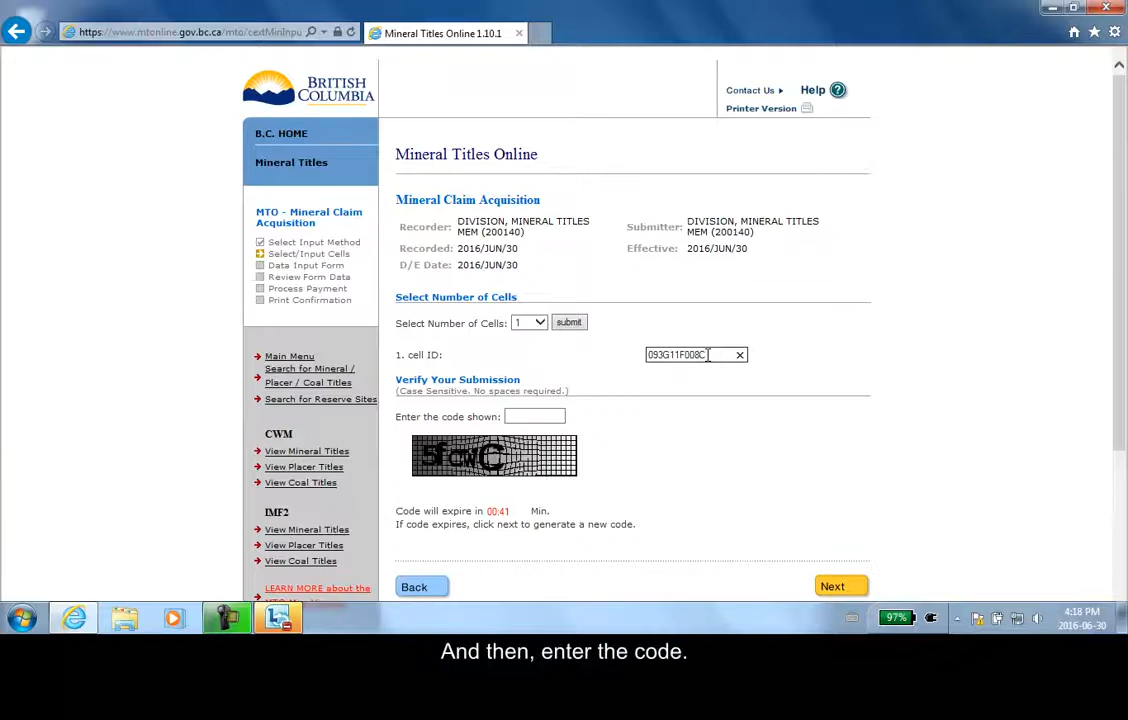 https://www.mtonline.gov.bc.ca/mto/cextMinInpu
Mineral Titles Online 1.10.1
BRITISH
COLUMBIA
Contact Us
Help ?
Printer Version
B.C. HOME
Mineral Titles
MTO - Mineral Claim
Acquisition
Select Input Method
Select/Input Cells
Data Input Form
Review Form Data
Process Payment
Print Confirmation
Main Menu
Search for Mineral /
Placer / Coal Titles
Search for Reserve Sites
CWM
View Mineral Titles
View Placer Titles
View Coal Titles
IMF2
View Mineral Titles
View Placer Titles
View Coal Titles
LEARN MORE about the
Mineral Titles Online
Mineral Claim Acquisition
Recorder: DIVISION, MINERAL TITLES
MEM (200140)
Submitter: DIVISION, MINERAL TITLES
MEM (200140)
Recorded: 2016/JUN/30
Effective: 2016/JUN/30
D/E Date: 2016/JUN/30
Select Number of Cells
Select Number of Cells: 1 submit
1. cell ID: 093G11F008C
Verify Your Submission
(Case Sensitive. No spaces required.)
Enter the code shown:
Code will expire in 00:41 Min.
If code expires, click next to generate a new code.
Back
Next
97%
4:18 PM
2016-06-30
And then, enter the code.